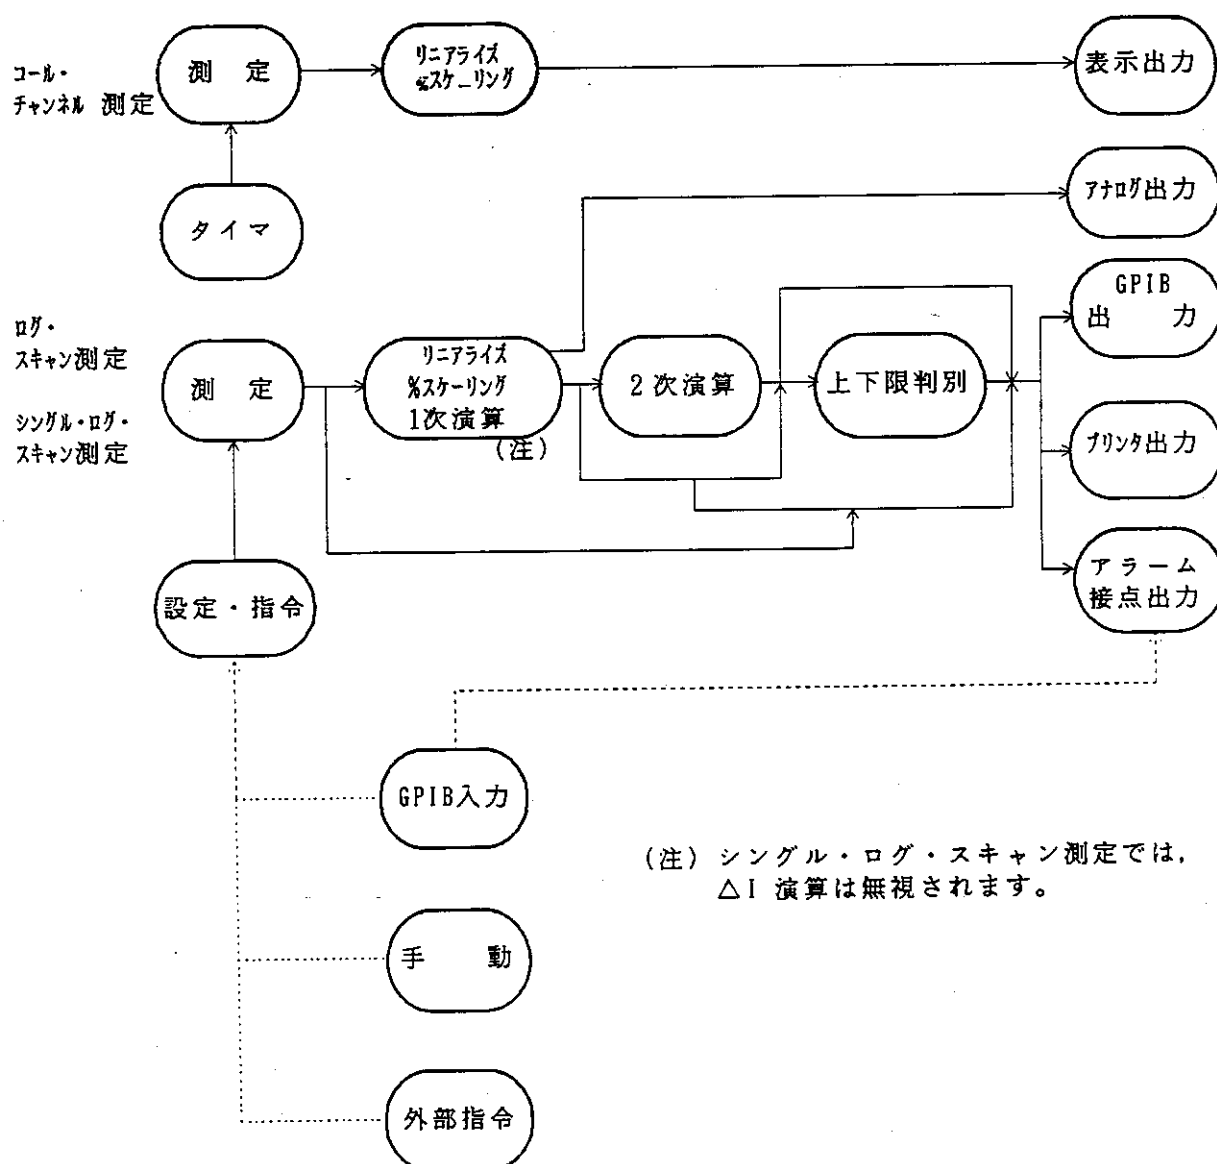 コール・
チャンネル 測定
測 定
リニアライズ
%スケーリング
表示出力
タイマ
アナログ出力
ログ・
スキャン測定
シングル・ログ・
スキャン測定
測 定
リニアライズ
%スケーリング
1次演算
(注)
2次演算
上下限判別
GPIB
出 力
プリンタ出力
アラーム
接点出力
設定・指令
GPIB入力
手 動
外部指令
(注) シングル・ログ・スキャン測定では,
△I 演算は無視されます。